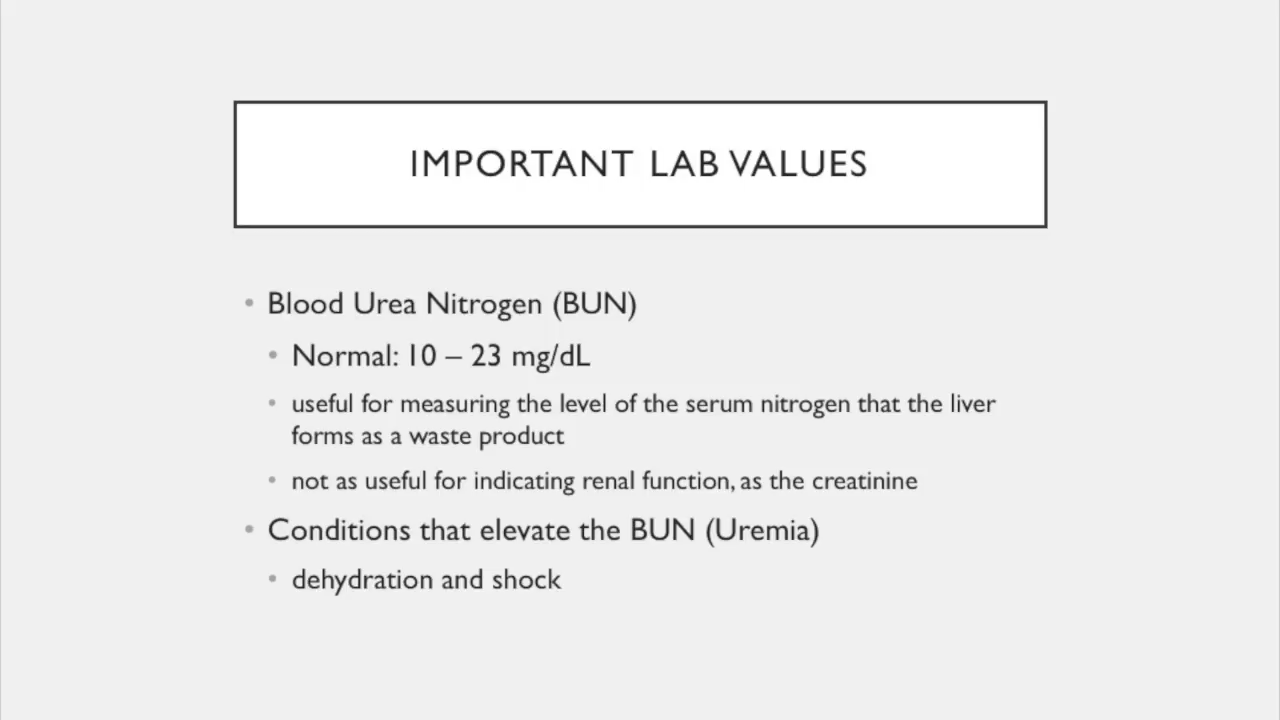 IMPORTANT LAB VALUES
• Blood Urea Nitrogen (BUN)
• Normal: 10 – 23 mg/dL
• useful for measuring the level of the serum nitrogen that the liver
forms as a waste product
• not as useful for indicating renal function, as the creatinine
• Conditions that elevate the BUN (Uremia)
• dehydration and shock